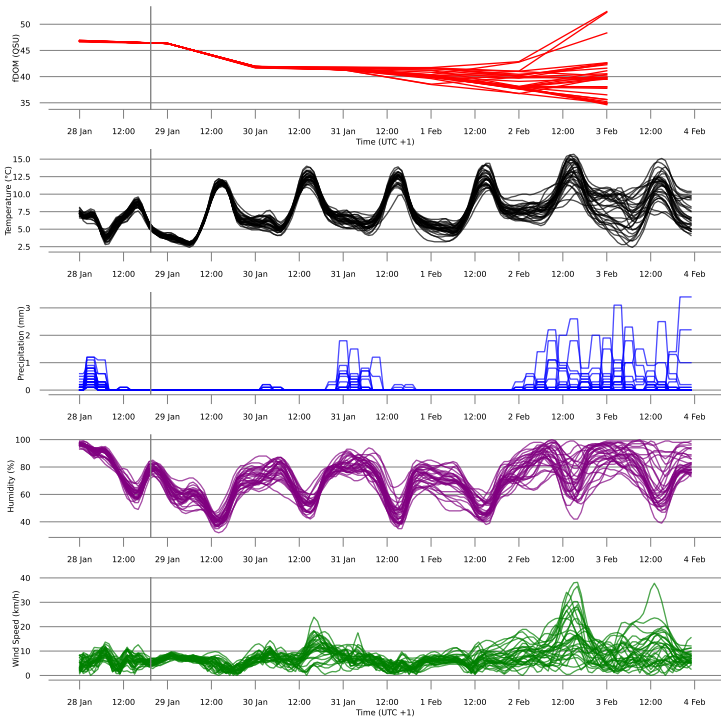 50
45
40
35
fDOM (QSU)
28 Jan 12:00 29 Jan 12:00 30 Jan 12:00 31 Jan 12:00 1 Feb 12:00 2 Feb 12:00 3 Feb 12:00 4 Feb
Time (UTC +1)
15.0
12.5
10.0
7.5
5.0
2.5
Temperature (°C)
28 Jan 12:00 29 Jan 12:00 30 Jan 12:00 31 Jan 12:00 1 Feb 12:00 2 Feb 12:00 3 Feb 12:00 4 Feb
3
2
1
0
Precipitation (mm)
28 Jan 12:00 29 Jan 12:00 30 Jan 12:00 31 Jan 12:00 1 Feb 12:00 2 Feb 12:00 3 Feb 12:00 4 Feb
100
80
60
40
Humidity (%)
28 Jan 12:00 29 Jan 12:00 30 Jan 12:00 31 Jan 12:00 1 Feb 12:00 2 Feb 12:00 3 Feb 12:00 4 Feb
40
30
20
10
0
Wind Speed (km/h)
28 Jan 12:00 29 Jan 12:00 30 Jan 12:00 31 Jan 12:00 1 Feb 12:00 2 Feb 12:00 3 Feb 12:00 4 Feb
Time (UTC +1)